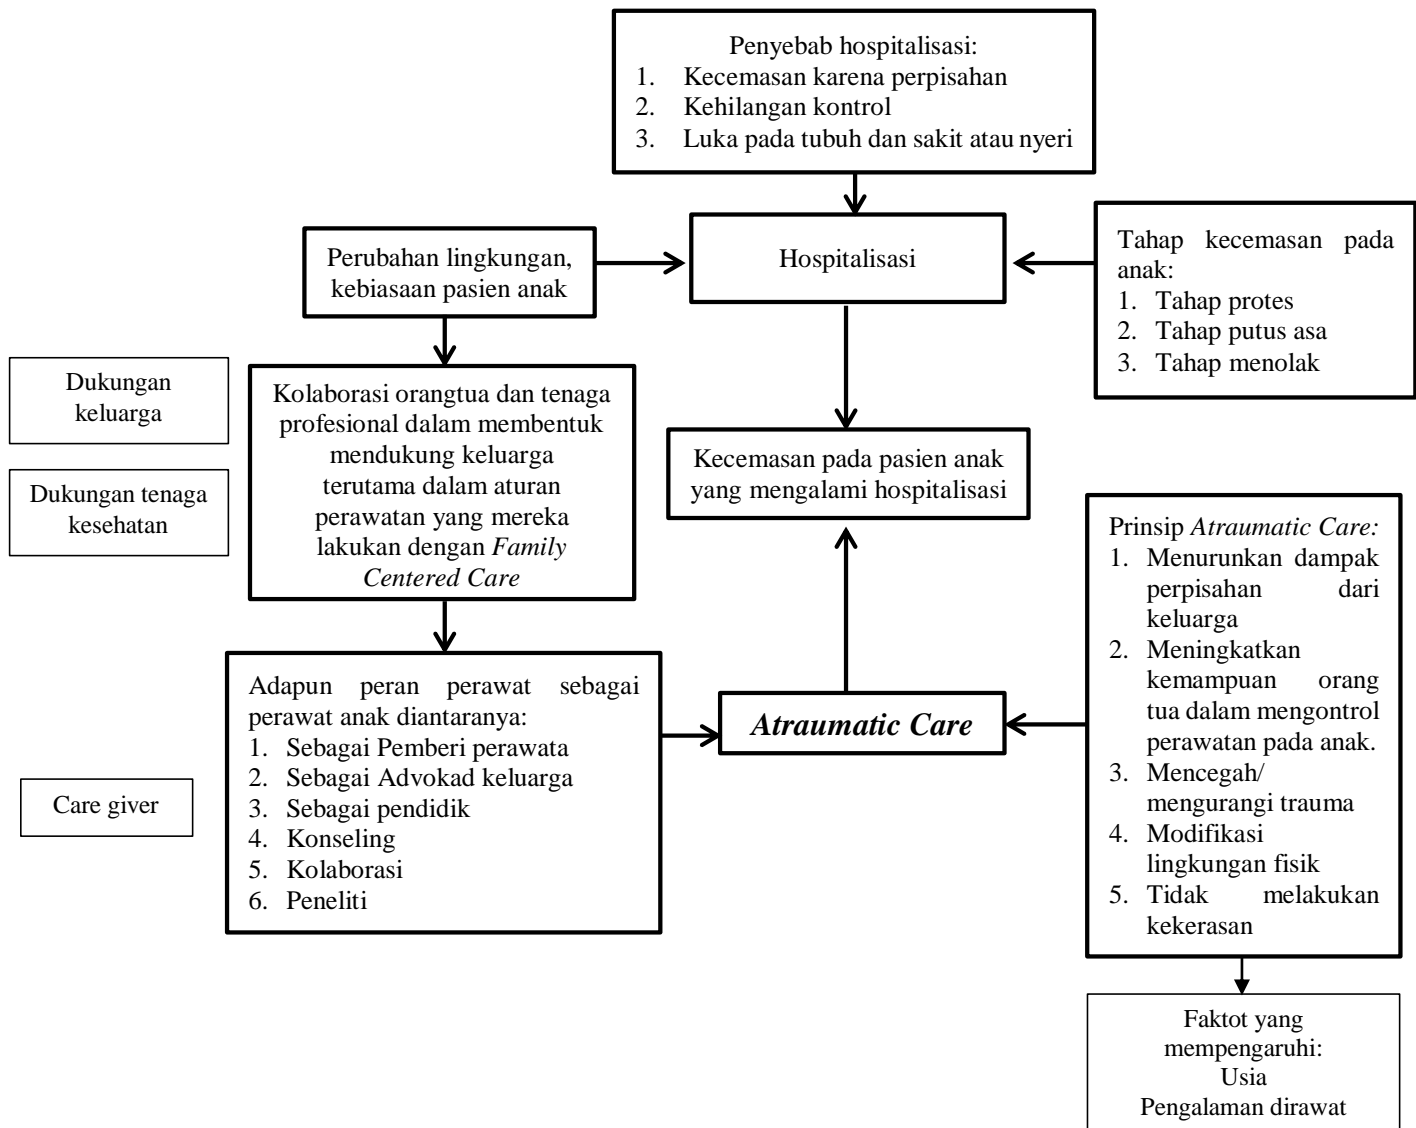 Penyebab hospitalisasi:
1. Kecemasan karena perpisahan
2. Kehilangan kontrol
3. Luka pada tubuh dan sakit atau nyeri
Perubahan lingkungan,
kebiasaan pasien anak
Hospitalisasi
Tahap kecemasan pada
anak:
1. Tahap protes
2. Tahap putus asa
3. Tahap menolak
Dukungan
keluarga
Dukungan tenaga
kesehatan
Kolaborasi orangtua dan tenaga
profesional dalam membentuk
mendukung keluarga
terutama dalam aturan
perawatan yang mereka
lakukan dengan Family
Centered Care
Kecemasan pada pasien anak
yang mengalami hospitalisasi
Prinsip Atraumatic Care:
1. Menurunkan dampak
perpisahan dari
keluarga
2. Meningkatkan
kemampuan orang
tua dalam mengontrol
perawatan pada anak.
3. Mencegah/
mengurangi trauma
4. Modifikasi
lingkungan fisik
5. Tidak melakukan
kekerasan
Care giver
Adapun peran perawat sebagai
perawat anak diantaranya:
1. Sebagai Pemberi perawata
2. Sebagai Advokad keluarga
3. Sebagai pendidik
4. Konseling
5. Kolaborasi
6. Peneliti
Atraumatic Care
Faktot yang
mempengaruhi:
Usia
Pengalaman dirawat